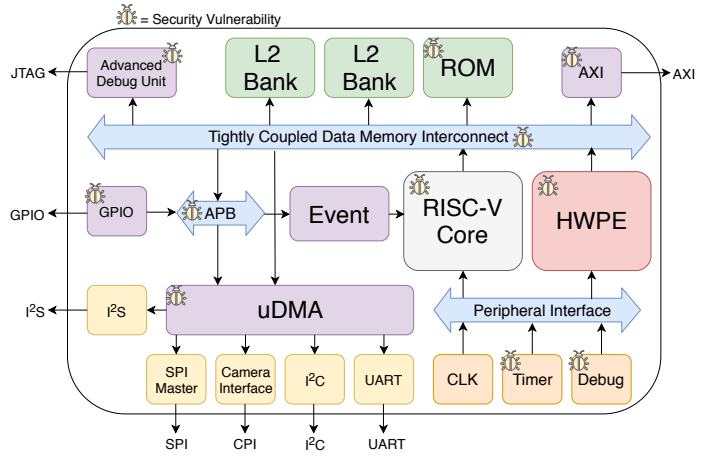 = Security Vulnerability
Advanced
Debug Unit
L2
Bank
L2
Bank
ROM
AXI
JTAG
AXI
Tightly Coupled Data Memory Interconnect
GPIO
GPIO
APB
Event
RISC-V
Core
HWPE
I²S
I²S
uDMA
Peripheral Interface
SPI
Master
Camera
Interface
I²C
UART
CLK
Timer
Debug
SPI
CPI
I²C
UART